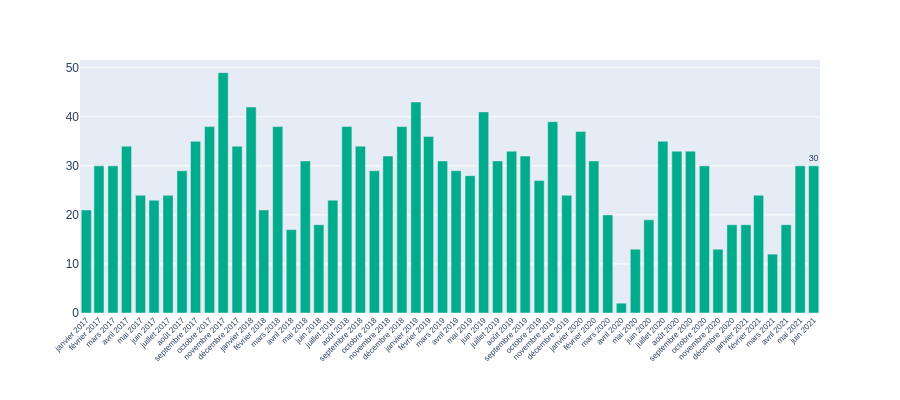 50
40
30
20
10
0
30
janvier 2017
février 2017
mars 2017
avril 2017
mai 2017
juin 2017
juillet 2017
août 2017
septembre 2017
octobre 2017
novembre 2017
décembre 2017
janvier 2018
février 2018
mars 2018
avril 2018
mai 2018
juin 2018
juillet 2018
août 2018
septembre 2018
octobre 2018
novembre 2018
décembre 2018
janvier 2019
février 2019
mars 2019
avril 2019
mai 2019
juin 2019
juillet 2019
août 2019
septembre 2019
octobre 2019
novembre 2019
décembre 2019
janvier 2020
février 2020
mars 2020
avril 2020
mai 2020
juin 2020
juillet 2020
août 2020
septembre 2020
octobre 2020
novembre 2020
décembre 2020
janvier 2021
février 2021
mars 2021
avril 2021
mai 2021
juin 2021